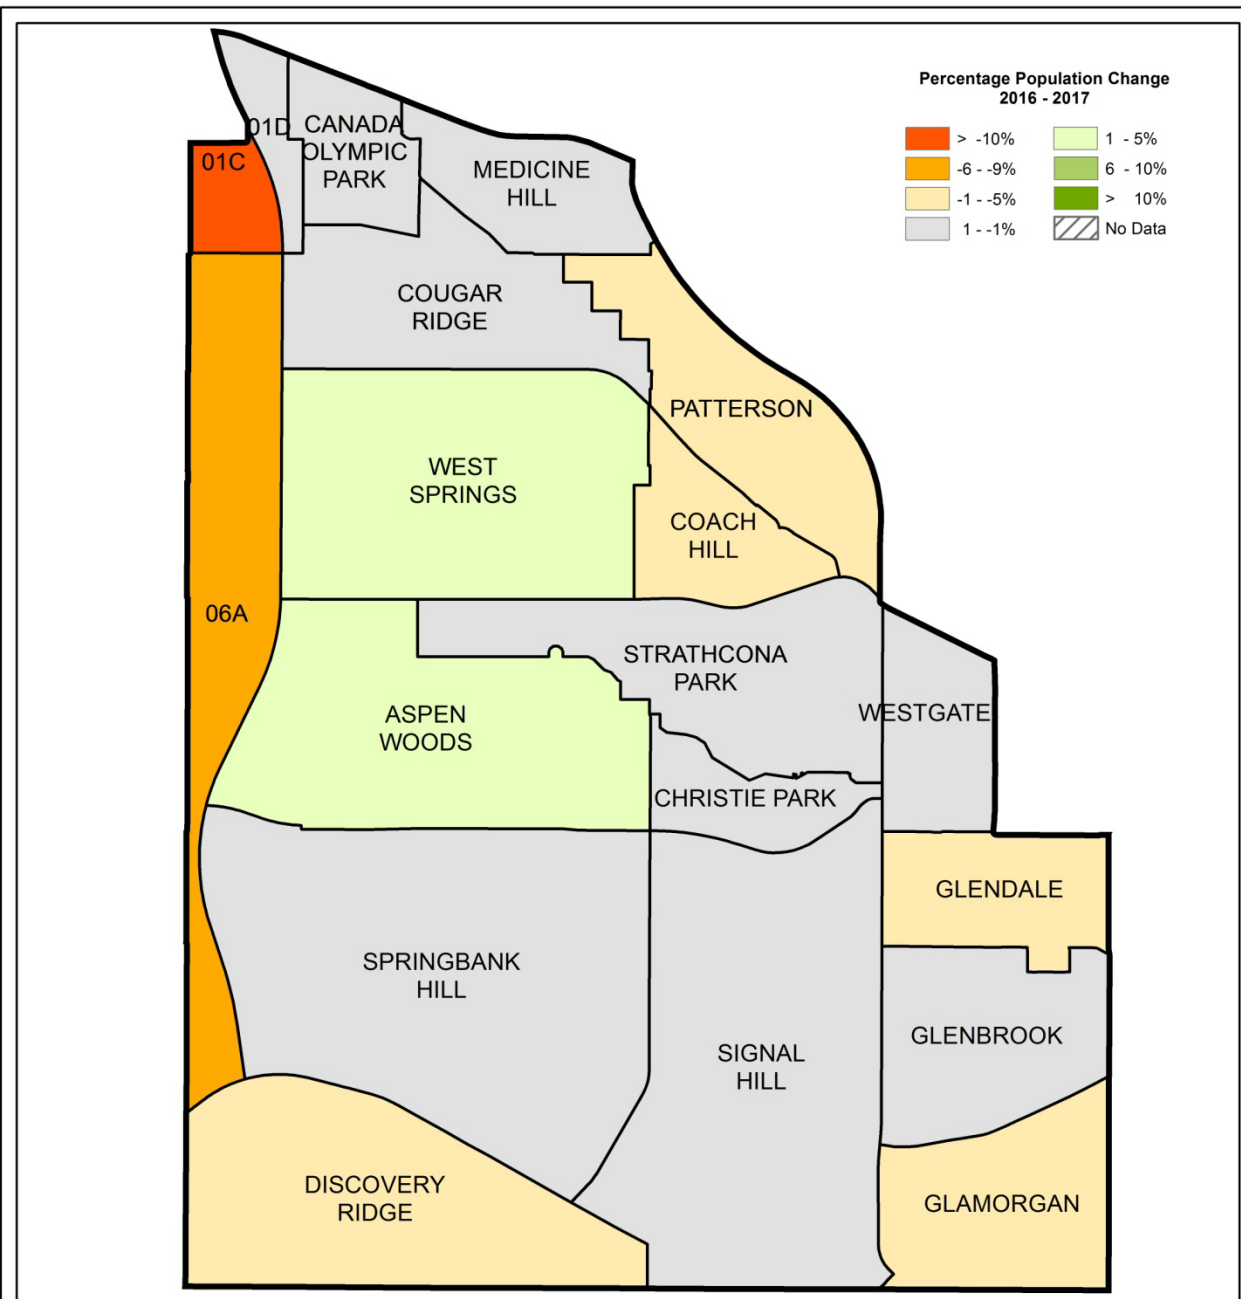 Percentage Population Change
2016 - 2017
> -10%
-6 - -9%
-1 - -5%
1 - -1%
1 - 5%
6 - 10%
> 10%
No Data
01D
CANADA
OLYMPIC
PARK
01C
MEDICINE
HILL
COUGAR
RIDGE
PATTERSON
WEST
SPRINGS
COACH
HILL
06A
STRATHCONA
PARK
WESTGATE
ASPEN
WOODS
CHRISTIE PARK
GLENDALE
SPRINGBANK
HILL
GLENBROOK
SIGNAL
HILL
DISCOVERY
RIDGE
GLAMORGAN